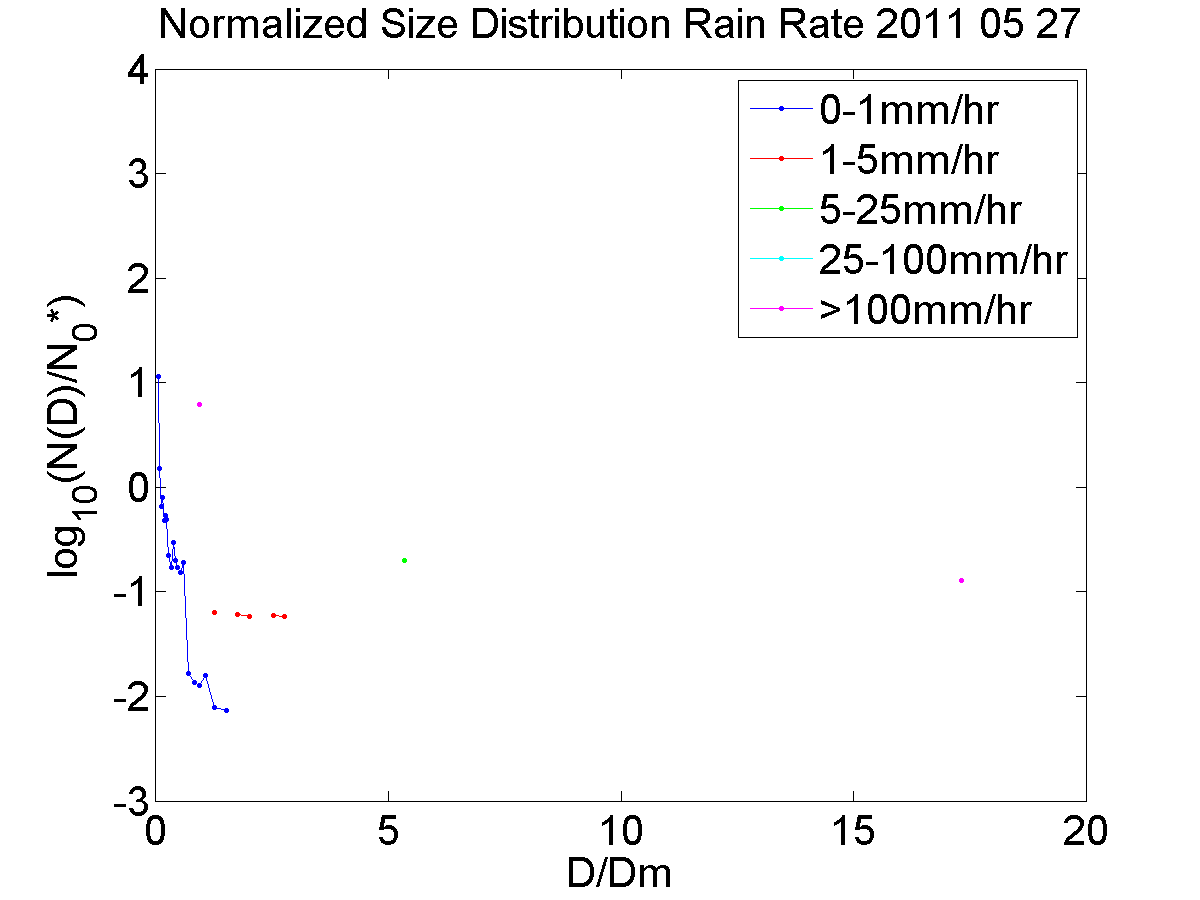 Normalized Size Distribution Rain Rate 2011 05 27
4
3
2
1
0
-1
-2
-3
log10(N(D)/N0*)
0-1mm/hr
1-5mm/hr
5-25mm/hr
25-100mm/hr
>100mm/hr
0 5 10 15 20
D/Dm